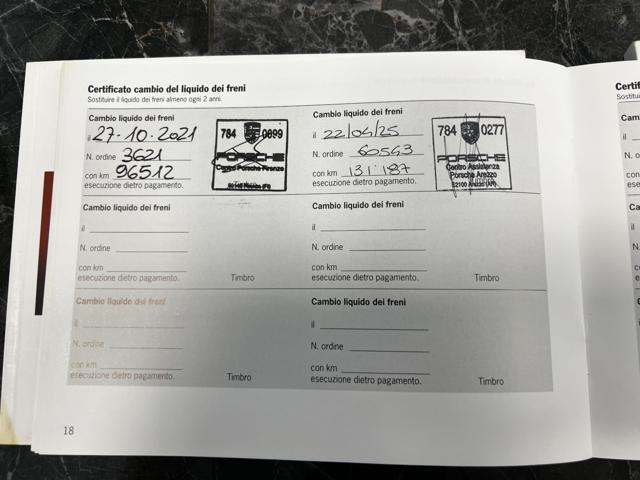 Certificato cambio del liquido dei freni
Sostituire il liquido dei freni almeno ogni 2 anni.
Cambio liquido dei freni
il 27-10-2021
N. ordine 3621
con km 96512
esecuzione dietro pagamento.
784 0899
PORSCHE
Centro Porsche Firenze
Cambio liquido dei freni
il 22/04/25
N. ordine 60563
con km 131'187
esecuzione dietro pagamento.
784 0277
PORSCHE
Centro Assistenza
Porsche Arezzo
52100 Arezzo (AR)
Cambio liquido dei freni
il
N. ordine
con km
esecuzione dietro pagamento. Timbro
Cambio liquido dei freni
il
N. ordine
con km
esecuzione dietro pagamento. Timbro
Cambio liquido dei freni
il
N. ordine
con km
esecuzione dietro pagamento. Timbro
Cambio liquido dei freni
il
N. ordine
con km
esecuzione dietro pagamento. Timbro
18
Certif
Sostituire
il
N.